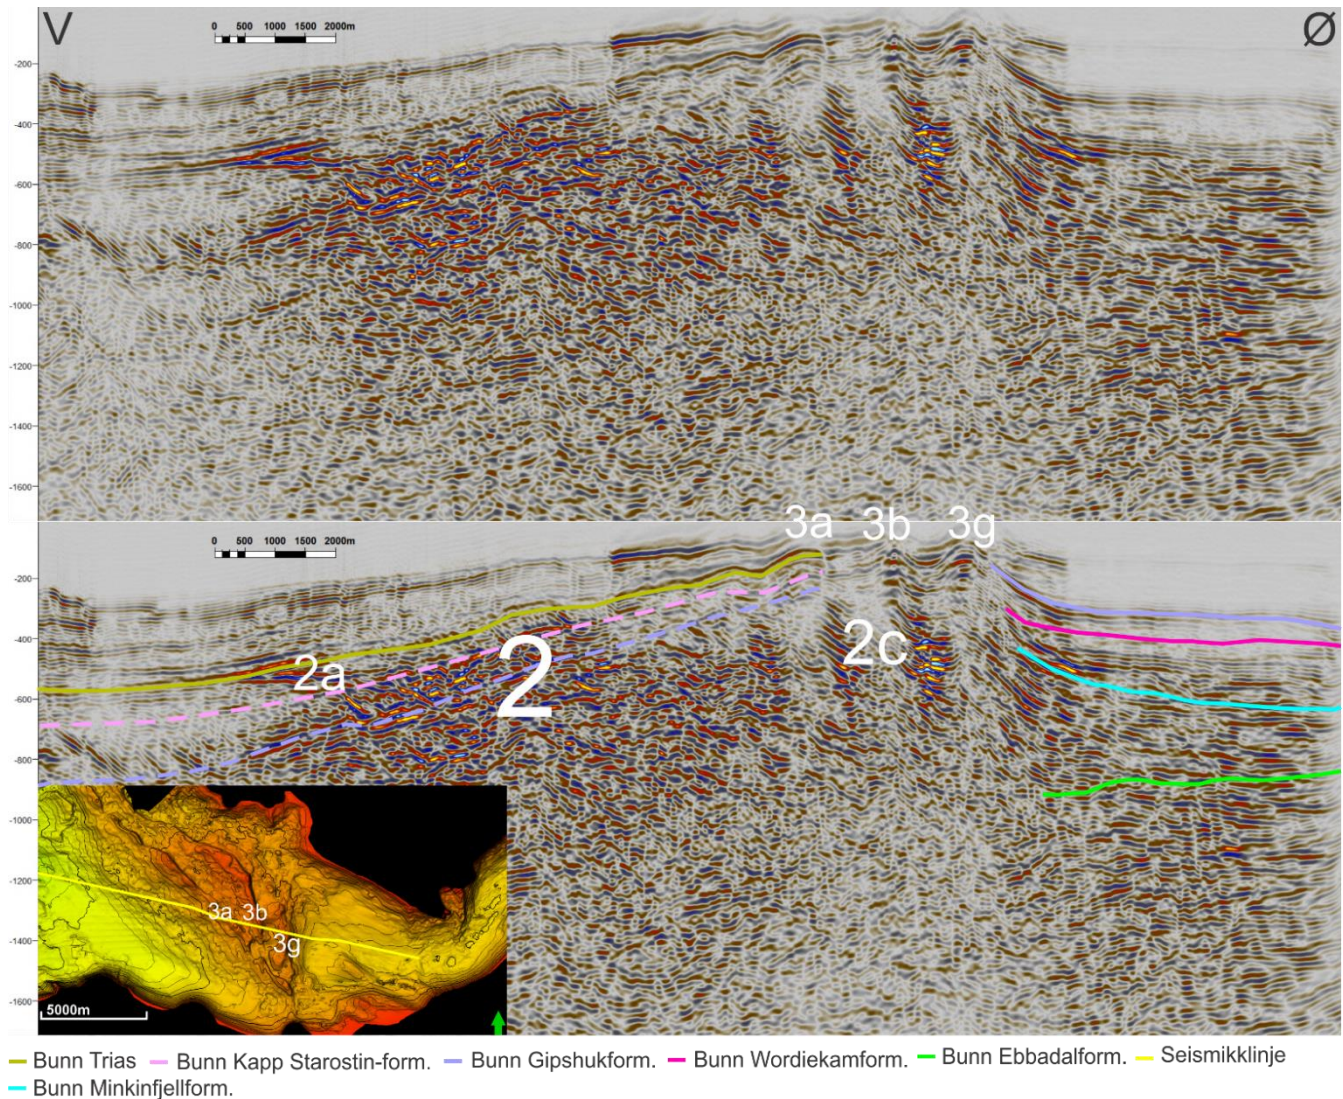 V
Ø
0 500 1000 1500 2000m
-200
-400
-600
-800
-1000
-1200
-1400
-1600
3a 3b 3g
0 500 1000 1500 2000m
-200
-400
2c
2
2a
-600
-800
-1000
-1200
-1400
-1600
3a 3b
3g
5000m
Bunn Trias Bunn Kapp Starostin-form. Bunn Gipshukform. Bunn Wordiekamform. Bunn Ebbadalform. Seismikklinje
Bunn Minkinfjellform.